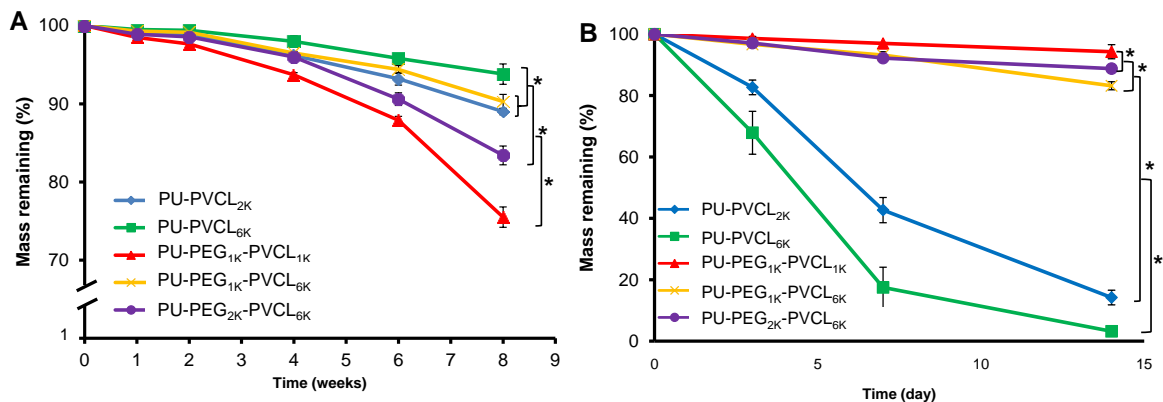 A
Mass remaining (%)
100
90
80
70
1
PU-PVCL2K
PU-PVCL6K
PU-PEG1K-PVCL1K
PU-PEG1K-PVCL6K
PU-PEG2K-PVCL6K
*
*
*
0 1 2 3 4 5 6 7 8 9
Time (weeks)
B
Mass remaining (%)
100
80
60
40
20
0
PU-PVCL2K
PU-PVCL6K
PU-PEG1K-PVCL1K
PU-PEG1K-PVCL6K
PU-PEG2K-PVCL6K
*
*
*
*
*
0 5 10 15
Time (day)